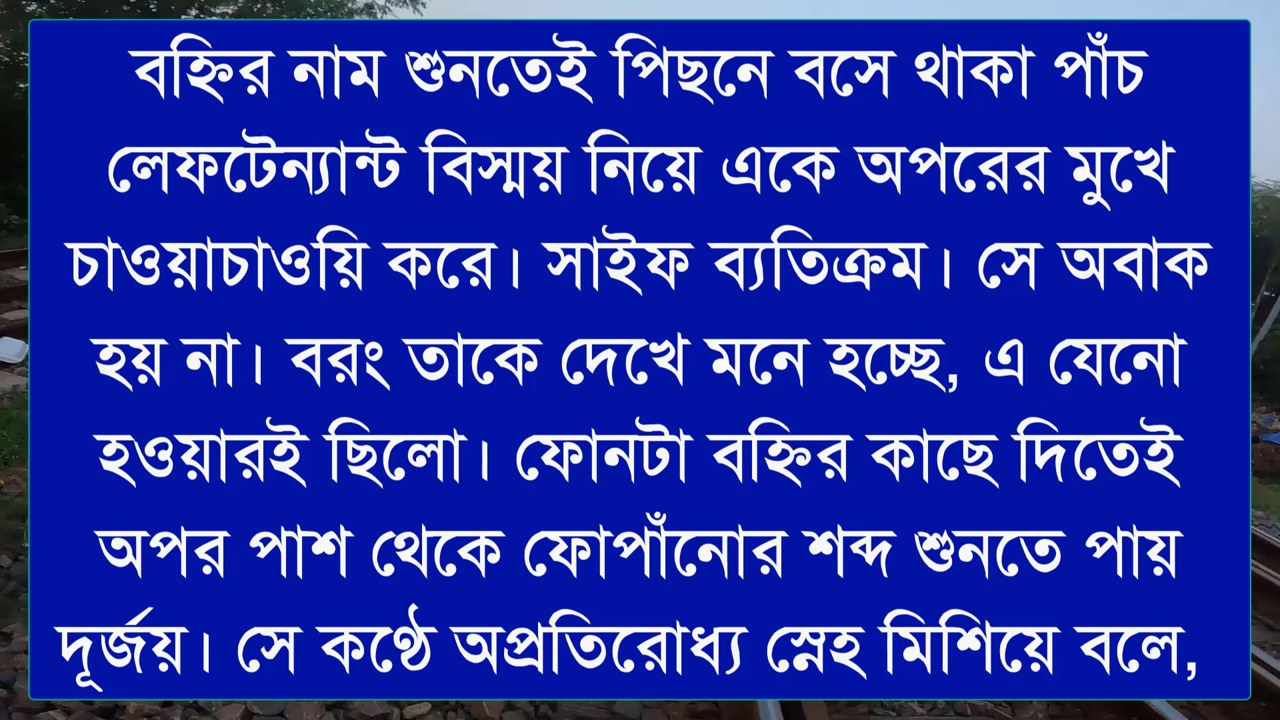 বহ্নির নাম শুনতেই পিছনে বসে থাকা পাঁচ
লেফটেন্যান্ট বিস্ময় নিয়ে একে অপরের মুখে
চাওয়াচাওয়ি করে। সাইফ ব্যতিক্রম। সে অবাক
হয় না। বরং তাকে দেখে মনে হচ্ছে, এ যেনো
হওয়ারই ছিলো। ফোনটা বহ্নির কাছে দিতেই
অপর পাশ থেকে ফোপাঁনোর শব্দ শুনতে পায়
দূর্জয়। সে কণ্ঠে অপ্রতিরোধ্য স্নেহ মিশিয়ে বলে,